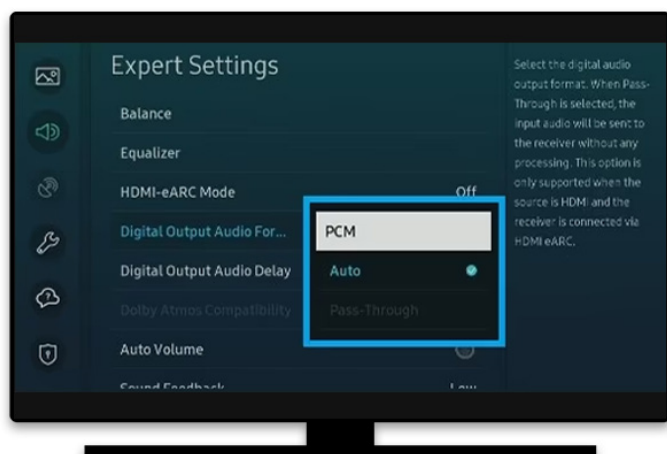 Expert Settings
Balance
Equalizer
HDMI-eARC Mode Off
Digital Output Audio For...
PCM
Digital Output Audio Delay
Auto
Dolby Atmos Compatibility
Pass-Through
Auto Volume
Sound Feedback Low
Select the digital audio
output format. When Pass-
Through is selected, the
input audio will be sent to
the receiver without any
processing. This option is
only supported when the
source is HDMI and the
receiver is connected via
HDMI eARC.